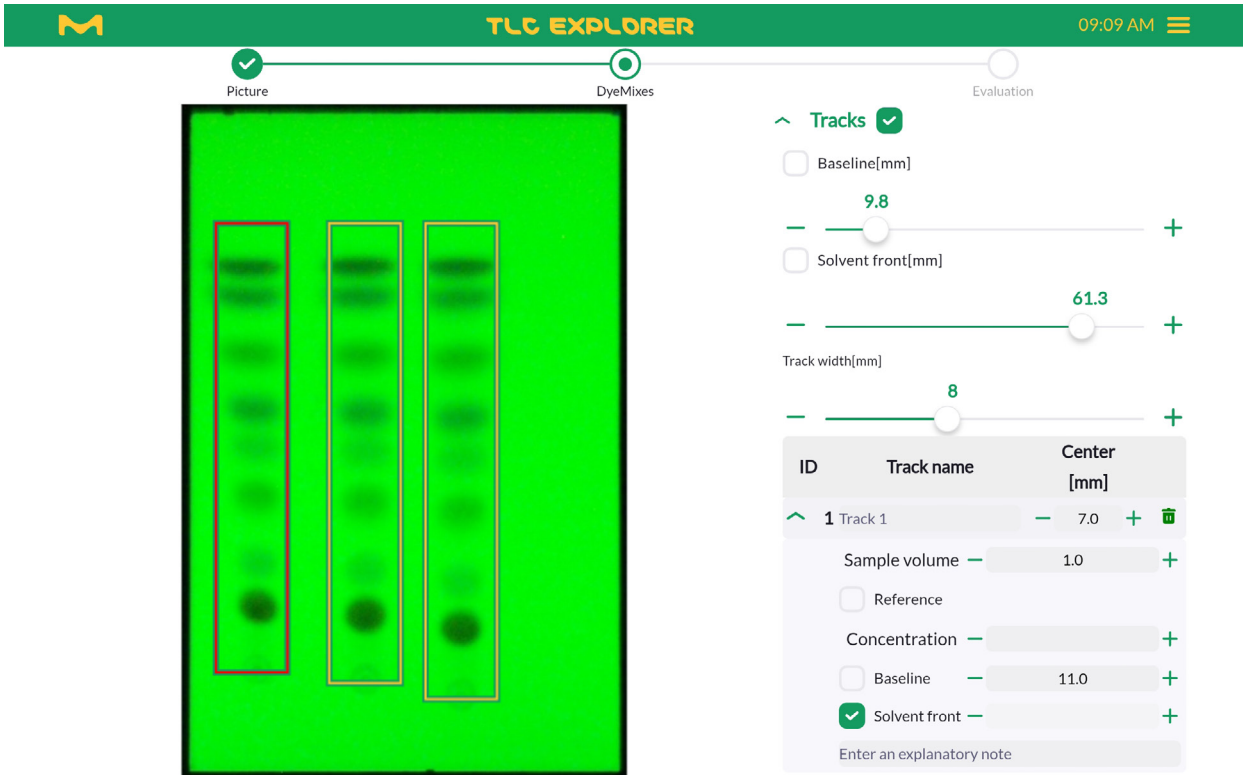 TLC EXPLORER
09:09 AM
Picture
DyeMixes
Evaluation
Tracks
Baseline[mm]
9.8
Solvent front[mm]
61.3
Track width[mm]
8
ID Track name Center [mm]
1 Track 1 7.0
Sample volume 1.0
Reference
Concentration
Baseline 11.0
Solvent front
Enter an explanatory note